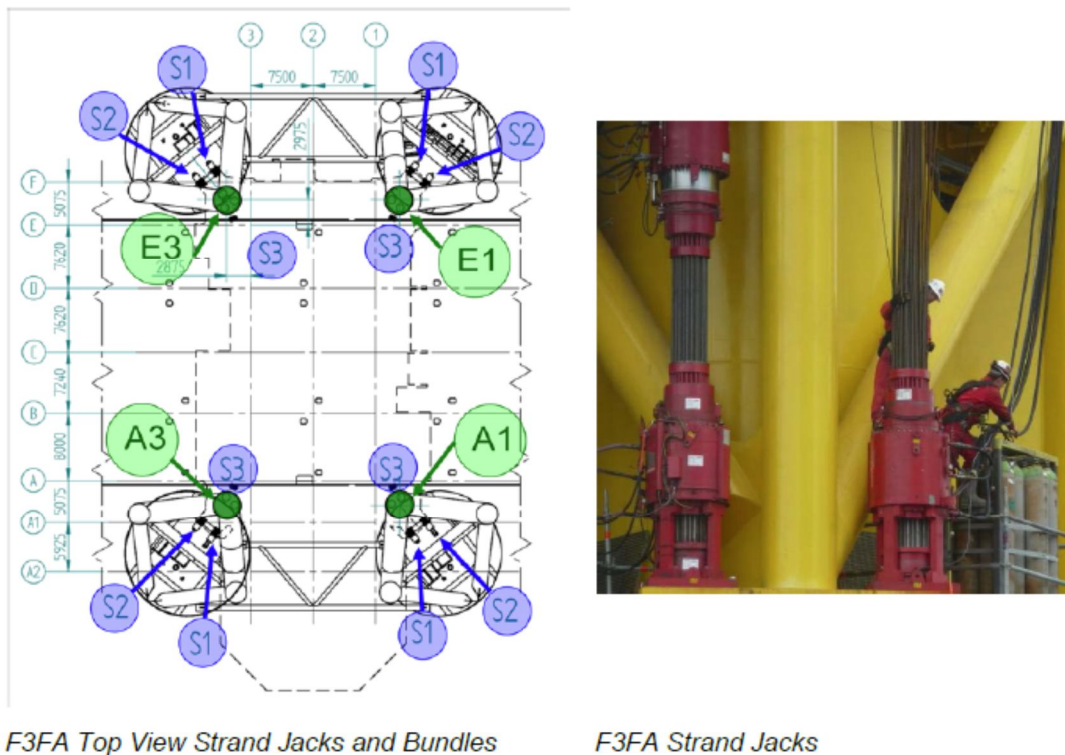 3 2 1
7500 7500
S1 S1
S2 S2
2975
F
5075
E
E3 S3 S3 E1
2875
7620
D
7620
C
7240
B
8000
A3 A1
S3 S3
A
5075
A1
5925
A2
S2 S1 S1 S2
F3FA Top View Strand Jacks and Bundles
F3FA Strand Jacks